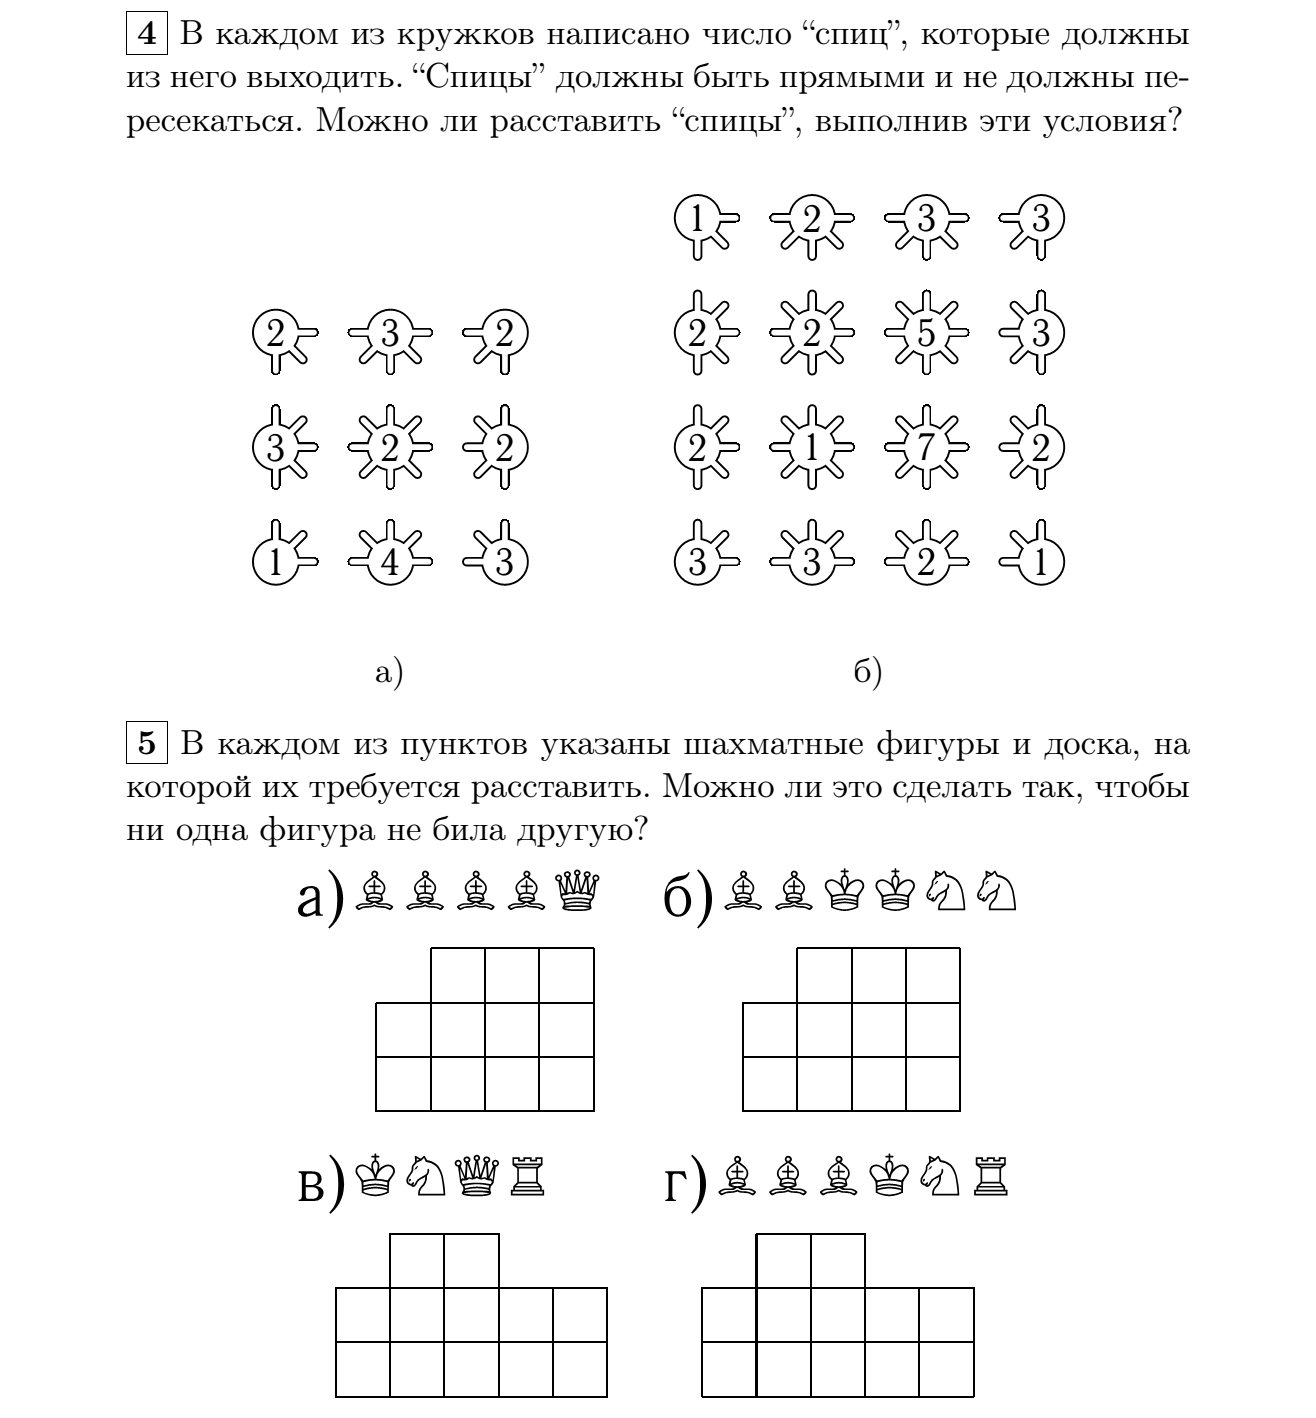 4 В каждом из кружков написано число “спиц”, которые должны
из него выходить. “Спицы” должны быть прямыми и не должны пе-
ресекаться. Можно ли расставить “спицы”, выполнив эти условия?
1 2 3 3
2 3 2
2 2 5 3
3 2 2
2 1 7 2
1 4 3
3 3 2 1
а) б)
5 В каждом из пунктов указаны шахматные фигуры и доска, на
которой их требуется расставить. Можно ли это сделать так, чтобы
ни одна фигура не била другую?
а) б)
в) г)